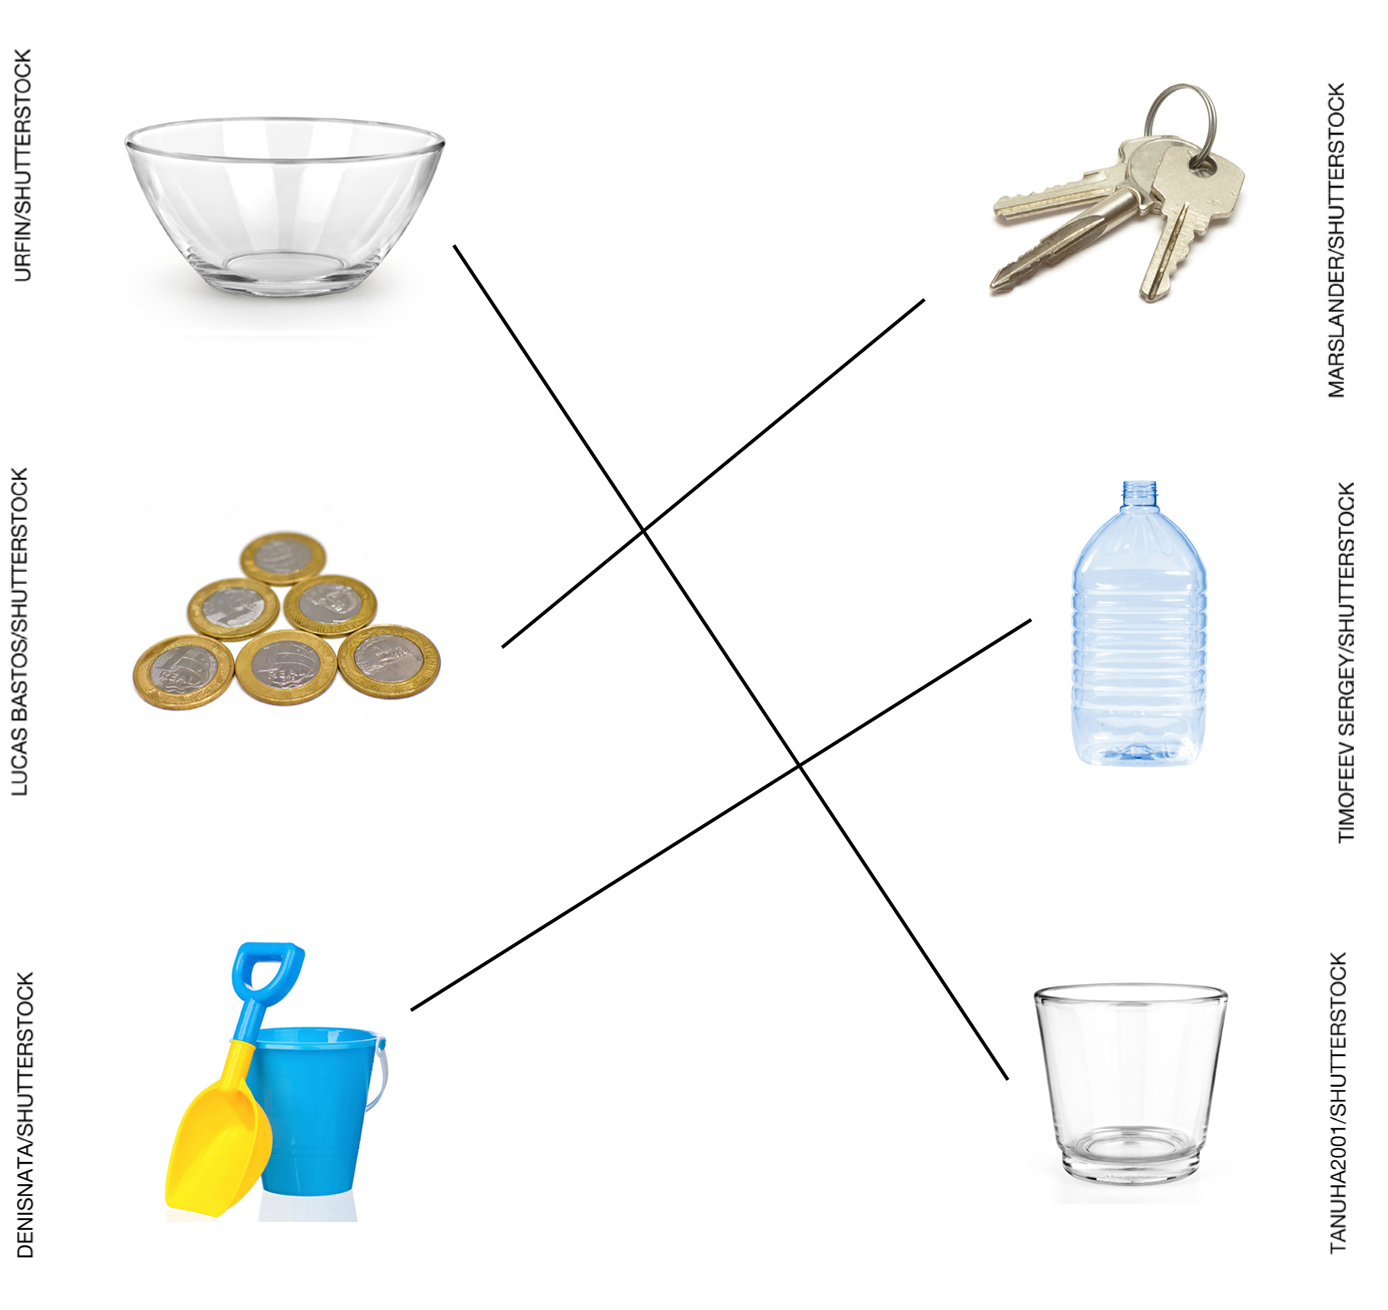 URFIN/SHUTTERSTOCK
MARSLANDER/SHUTTERSTOCK
LUCAS BASTOS/SHUTTERSTOCK
TIMOFEEV SERGEY/SHUTTERSTOCK
DENISNATA/SHUTTERSTOCK
TANUHA2001/SHUTTERSTOCK